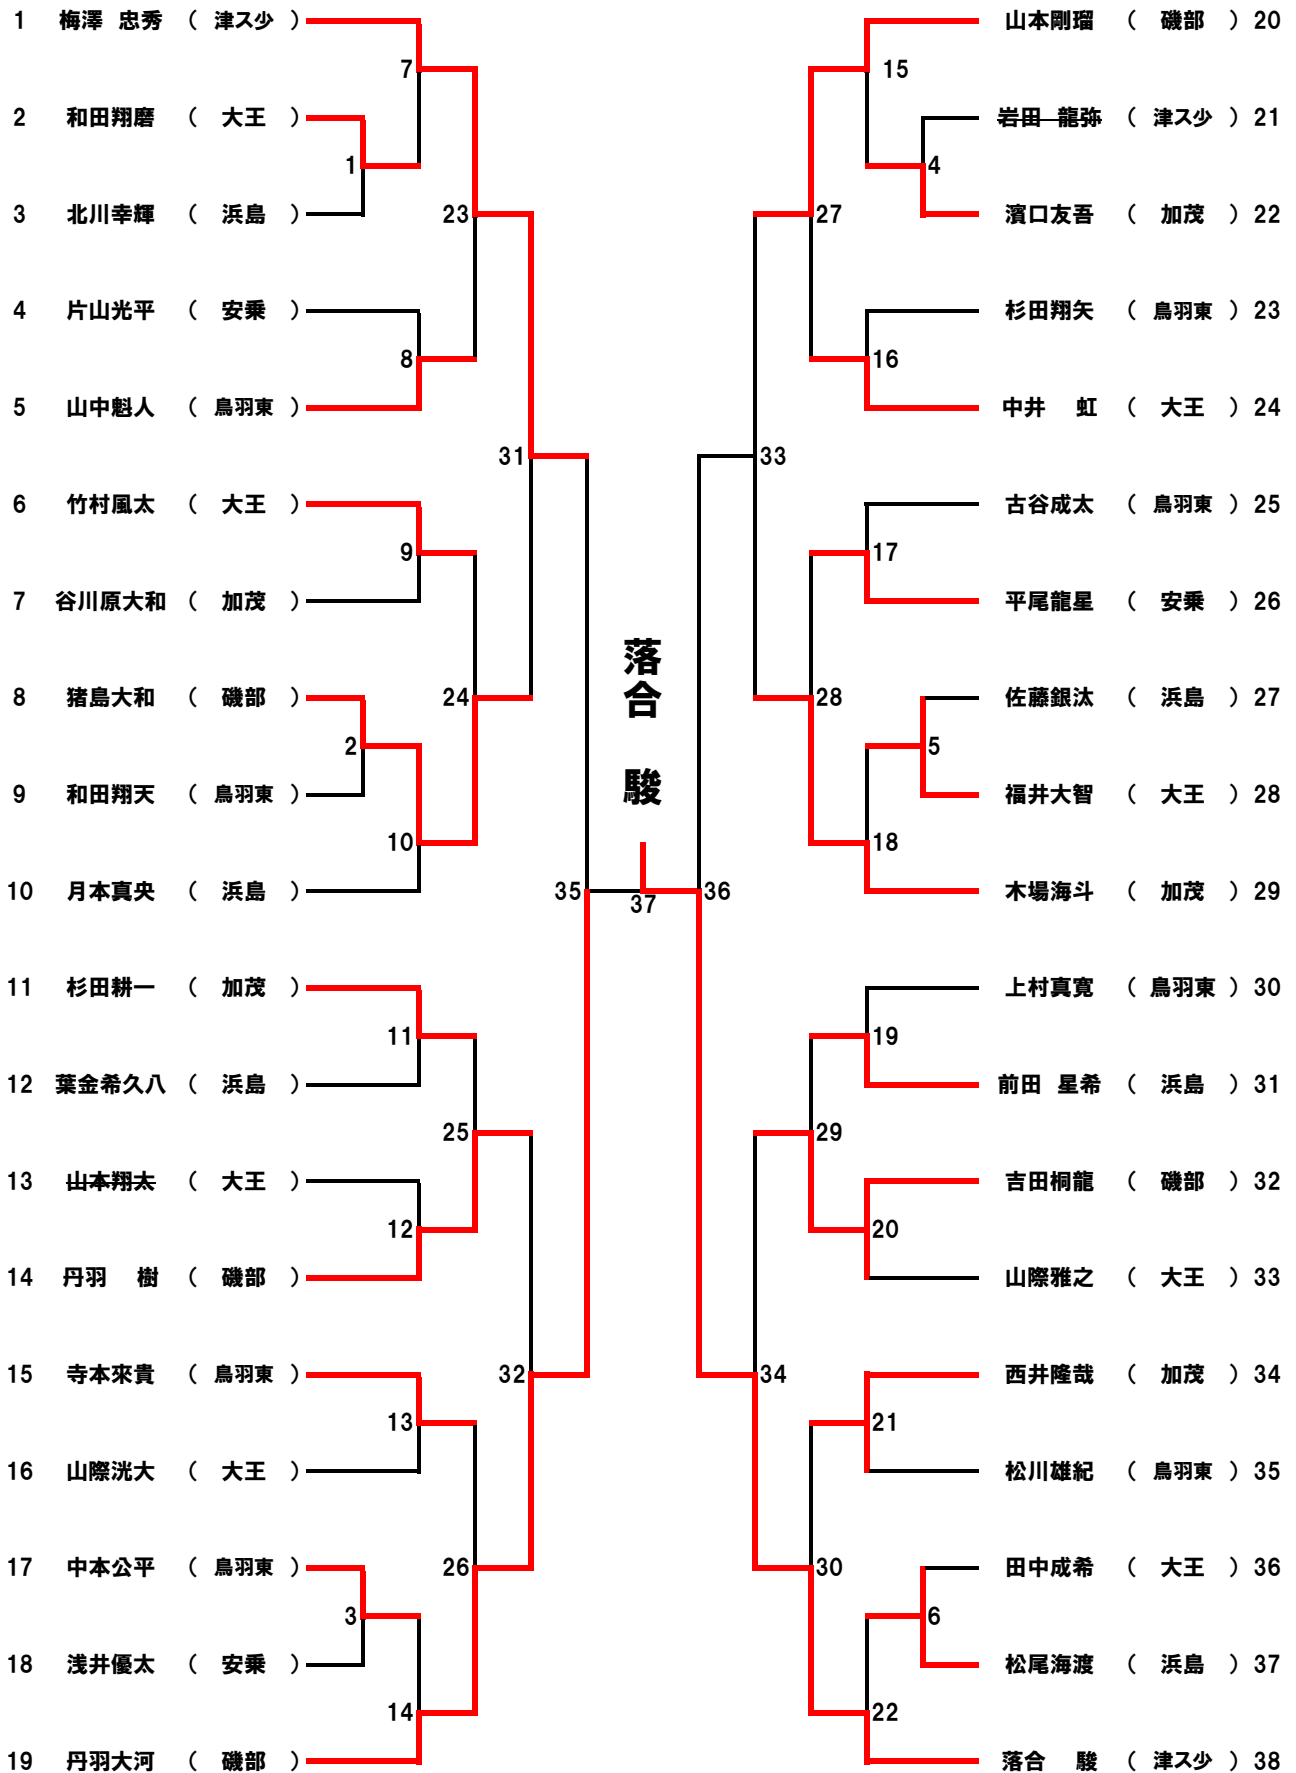 1 梅澤 忠秀 ( 津ス少 )
2 和田翔磨 ( 大王 )
3 北川幸輝 ( 浜島 )
4 片山光平 ( 安乗 )
5 山中魁人 ( 鳥羽東 )
6 竹村風太 ( 大王 )
7 谷川原大和 ( 加茂 )
8 猪島大和 ( 磯部 )
9 和田翔天 ( 鳥羽東 )
10 月本真央 ( 浜島 )
11 杉田耕一 ( 加茂 )
12 葉金希久八 ( 浜島 )
13 山本翔太 ( 大王 )
14 丹羽 樹 ( 磯部 )
15 寺本來貴 ( 鳥羽東 )
16 山際洸大 ( 大王 )
17 中本公平 ( 鳥羽東 )
18 浅井優太 ( 安乗 )
19 丹羽大河 ( 磯部 )
7
1
23
8
31
9
24
2
10
35
11
25
12
32
13
26
3
14
落合 駿
37
15
4
27
16
33
17
28
5
18
36
19
29
20
34
21
30
6
22
山本剛瑠 ( 磯部 ) 20
岩田 龍弥 ( 津ス少 ) 21
濱口友吾 ( 加茂 ) 22
杉田翔矢 ( 鳥羽東 ) 23
中井 虹 ( 大王 ) 24
古谷成太 ( 鳥羽東 ) 25
平尾龍星 ( 安乗 ) 26
佐藤銀汰 ( 浜島 ) 27
福井大智 ( 大王 ) 28
木場海斗 ( 加茂 ) 29
上村真寛 ( 鳥羽東 ) 30
前田 星希 ( 浜島 ) 31
吉田桐龍 ( 磯部 ) 32
山際雅之 ( 大王 ) 33
西井隆哉 ( 加茂 ) 34
松川雄紀 ( 鳥羽東 ) 35
田中成希 ( 大王 ) 36
松尾海渡 ( 浜島 ) 37
落合 駿 ( 津ス少 ) 38